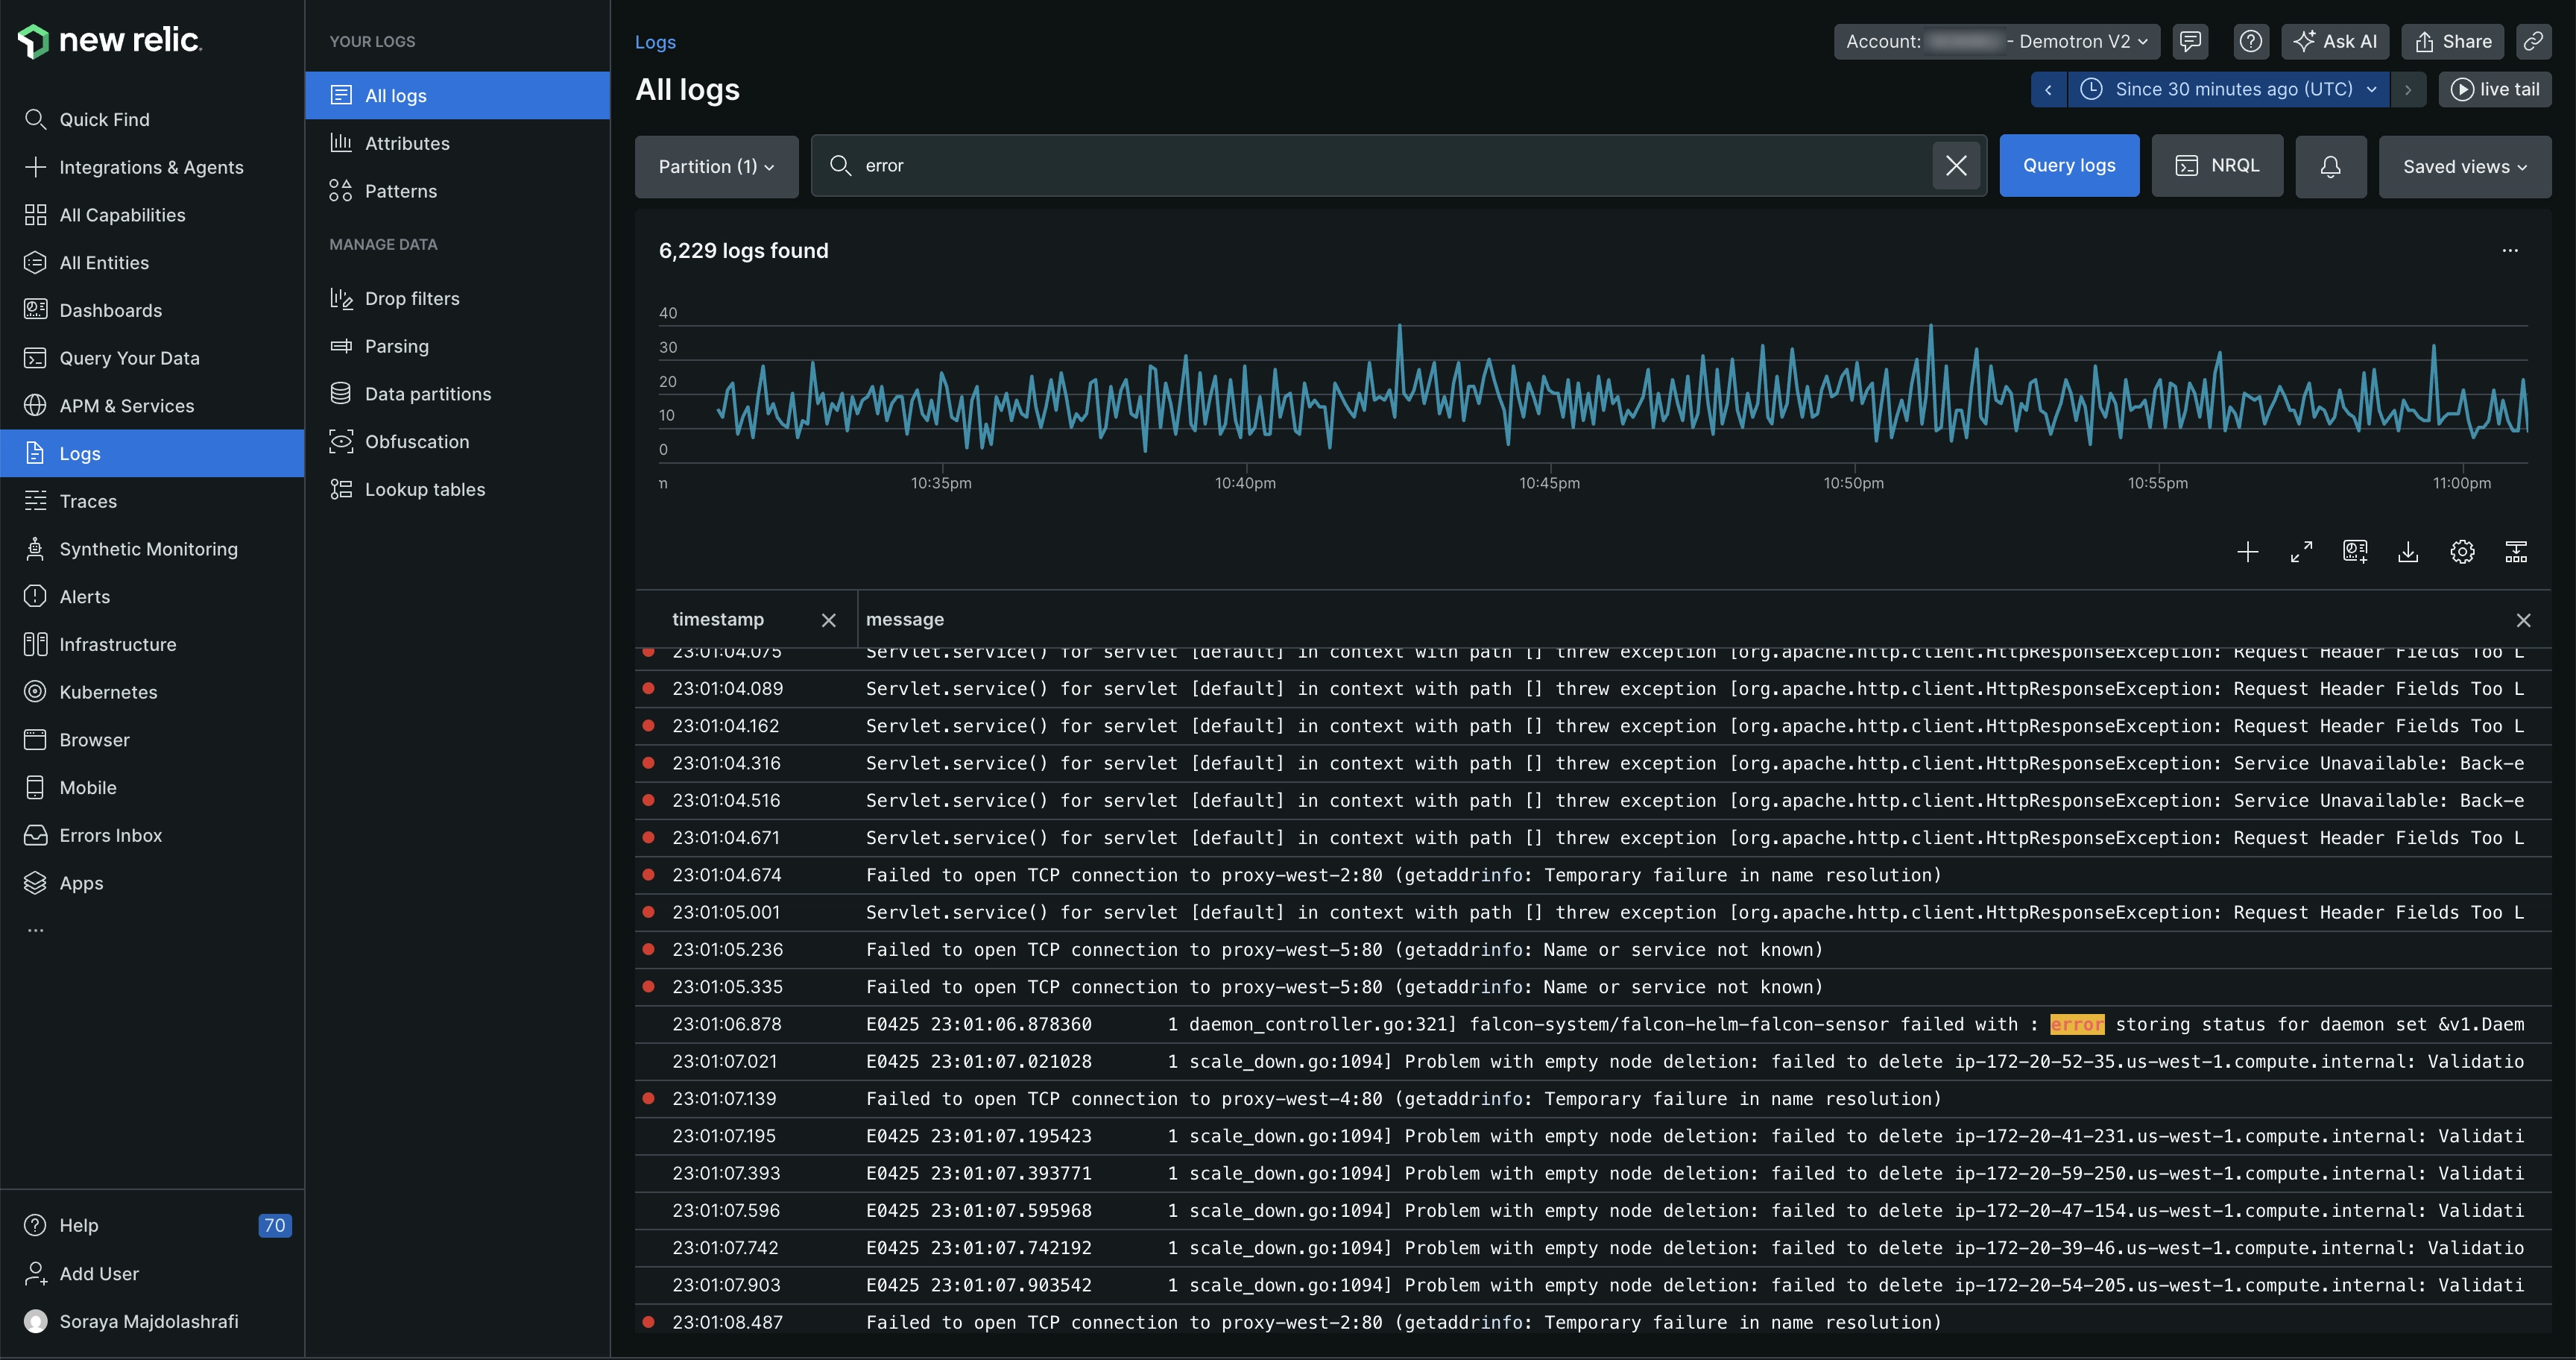 new relic.
Quick Find
Integrations & Agents
All Capabilities
All Entities
Dashboards
Query Your Data
APM & Services
Logs
Traces
Synthetic Monitoring
Alerts
Infrastructure
Kubernetes
Browser
Mobile
Errors Inbox
Apps
...
Help 70
Add User
Soraya Majdolashrafi
YOUR LOGS
All logs
Attributes
Patterns
MANAGE DATA
Drop filters
Parsing
Data partitions
Obfuscation
Lookup tables
Logs
Account: - Demotron V2
Ask AI
Share
All logs
Since 30 minutes ago (UTC)
live tail
Partition (1)
error
Query logs
NRQL
Saved views
6,229 logs found
...
40
30
20
10
0
m 10:35pm 10:40pm 10:45pm 10:50pm 10:55pm 11:00pm
timestamp message
23:01:04.075 Servlet.service() for servlet [default] in context with path [] threw exception [org.apache.http.client.HttpResponseException: Request Header Fields Too L
23:01:04.089 Servlet.service() for servlet [default] in context with path [] threw exception [org.apache.http.client.HttpResponseException: Request Header Fields Too L
23:01:04.162 Servlet.service() for servlet [default] in context with path [] threw exception [org.apache.http.client.HttpResponseException: Request Header Fields Too L
23:01:04.316 Servlet.service() for servlet [default] in context with path [] threw exception [org.apache.http.client.HttpResponseException: Service Unavailable: Back-e
23:01:04.516 Servlet.service() for servlet [default] in context with path [] threw exception [org.apache.http.client.HttpResponseException: Service Unavailable: Back-e
23:01:04.671 Servlet.service() for servlet [default] in context with path [] threw exception [org.apache.http.client.HttpResponseException: Request Header Fields Too L
23:01:04.674 Failed to open TCP connection to proxy-west-2:80 (getaddrinfo: Temporary failure in name resolution)
23:01:05.001 Servlet.service() for servlet [default] in context with path [] threw exception [org.apache.http.client.HttpResponseException: Request Header Fields Too L
23:01:05.236 Failed to open TCP connection to proxy-west-5:80 (getaddrinfo: Name or service not known)
23:01:05.335 Failed to open TCP connection to proxy-west-5:80 (getaddrinfo: Name or service not known)
23:01:06.878 E0425 23:01:06.878360 1 daemon_controller.go:321] falcon-system/falcon-helm-falcon-sensor failed with : error storing status for daemon set &v1.Daem
23:01:07.021 E0425 23:01:07.021028 1 scale_down.go:1094] Problem with empty node deletion: failed to delete ip-172-20-52-35.us-west-1.compute.internal: Validatio
23:01:07.139 Failed to open TCP connection to proxy-west-4:80 (getaddrinfo: Temporary failure in name resolution)
23:01:07.195 E0425 23:01:07.195423 1 scale_down.go:1094] Problem with empty node deletion: failed to delete ip-172-20-41-231.us-west-1.compute.internal: Validati
23:01:07.393 E0425 23:01:07.393771 1 scale_down.go:1094] Problem with empty node deletion: failed to delete ip-172-20-59-250.us-west-1.compute.internal: Validati
23:01:07.596 E0425 23:01:07.595968 1 scale_down.go:1094] Problem with empty node deletion: failed to delete ip-172-20-47-154.us-west-1.compute.internal: Validati
23:01:07.742 E0425 23:01:07.742192 1 scale_down.go:1094] Problem with empty node deletion: failed to delete ip-172-20-39-46.us-west-1.compute.internal: Validatio
23:01:07.903 E0425 23:01:07.903542 1 scale_down.go:1094] Problem with empty node deletion: failed to delete ip-172-20-54-205.us-west-1.compute.internal: Validati
23:01:08.487 Failed to open TCP connection to proxy-west-2:80 (getaddrinfo: Temporary failure in name resolution)